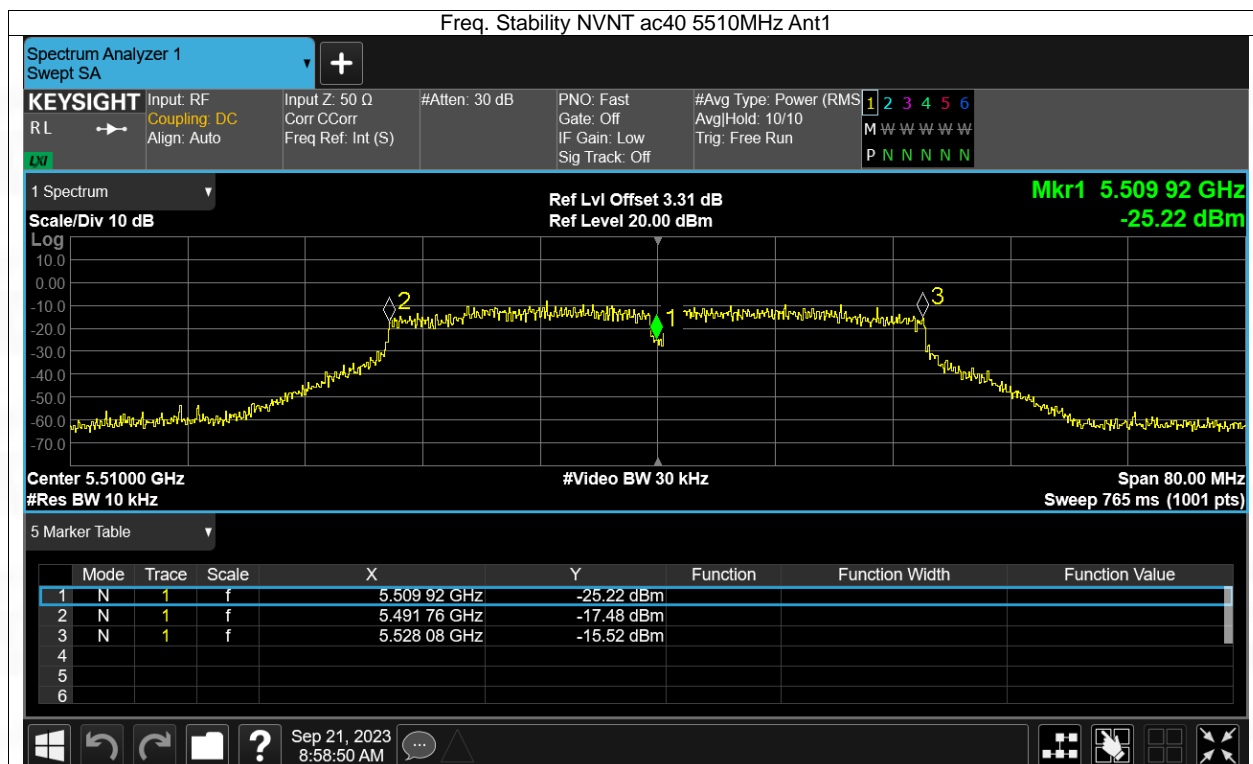 Freq. Stability NVNT ac40 5510MHz Ant1
Spectrum Analyzer 1
Swept SA
KEYSIGHT
RL
LXI
Input: RF
Coupling: DC
Align: Auto
Input Z: 50 Ω
Corr CCorr
Freq Ref: Int (S)
#Atten: 30 dB
PNO: Fast
Gate: Off
IF Gain: Low
Sig Track: Off
#Avg Type: Power (RMS
Avg|Hold: 10/10
Trig: Free Run
1 2 3 4 5 6
M W W W W W
P N N N N N
1 Spectrum
Scale/Div 10 dB
Ref Lvl Offset 3.31 dB
Ref Level 20.00 dBm
Mkr1 5.509 92 GHz
-25.22 dBm
Log
10.0
0.00
-10.0
-20.0
-30.0
-40.0
-50.0
-60.0
-70.0
2
1
3
Center 5.51000 GHz
#Video BW 30 kHz
Span 80.00 MHz
#Res BW 10 kHz
Sweep 765 ms (1001 pts)
5 Marker Table
Mode Trace Scale X Y Function Function Width Function Value
1 N 1 f 5.509 92 GHz -25.22 dBm
2 N 1 f 5.491 76 GHz -17.48 dBm
3 N 1 f 5.528 08 GHz -15.52 dBm
4
5
6
?
Sep 21, 2023
8:58:50 AM